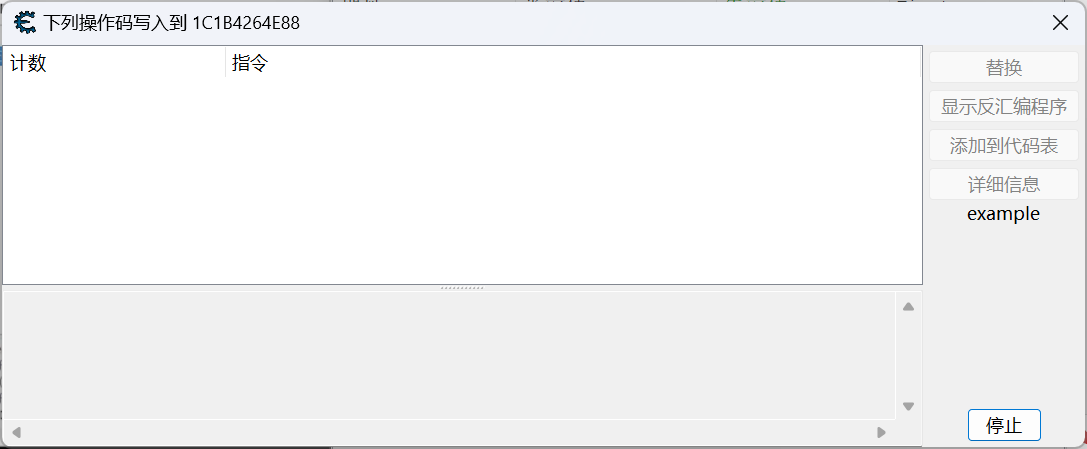 下列操作码写入到 1C1B4264E88
计数 指令
替换
显示反汇编程序
添加到代码表
详细信息
example
停止